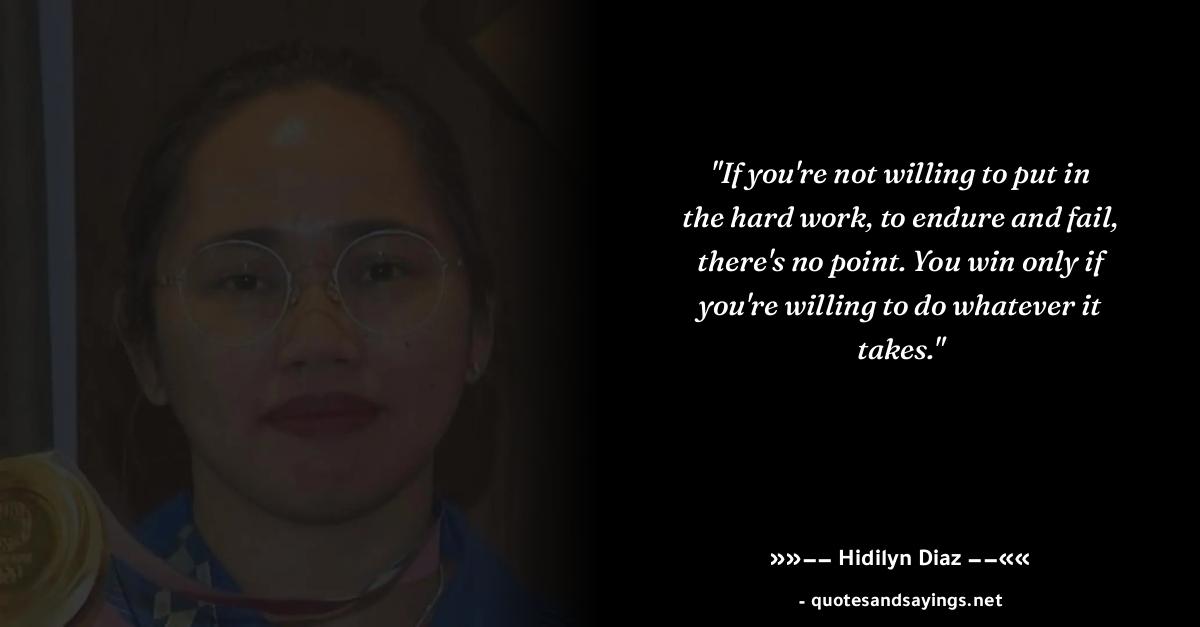 "If you're not willing to put in
the hard work, to endure and fail,
there's no point. You win only if
you're willing to do whatever it
takes."
»»–– Hidilyn Diaz ––««
- quotesandsayings.net